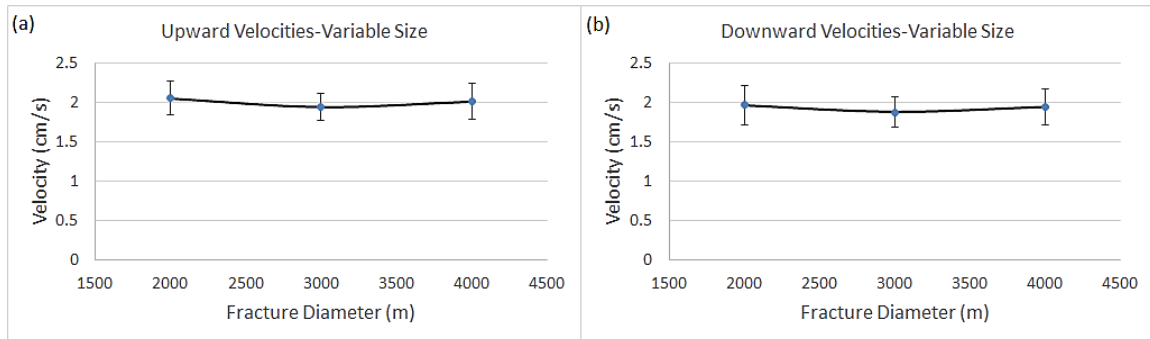 (a)
Upward Velocities-Variable Size
Velocity (cm/s)
2.5
2
1.5
1
0.5
0
1500 2000 2500 3000 3500 4000 4500
Fracture Diameter (m)
(b)
Downward Velocities-Variable Size
Velocity (cm/s)
2.5
2
1.5
1
0.5
0
1500 2000 2500 3000 3500 4000 4500
Fracture Diameter (m)